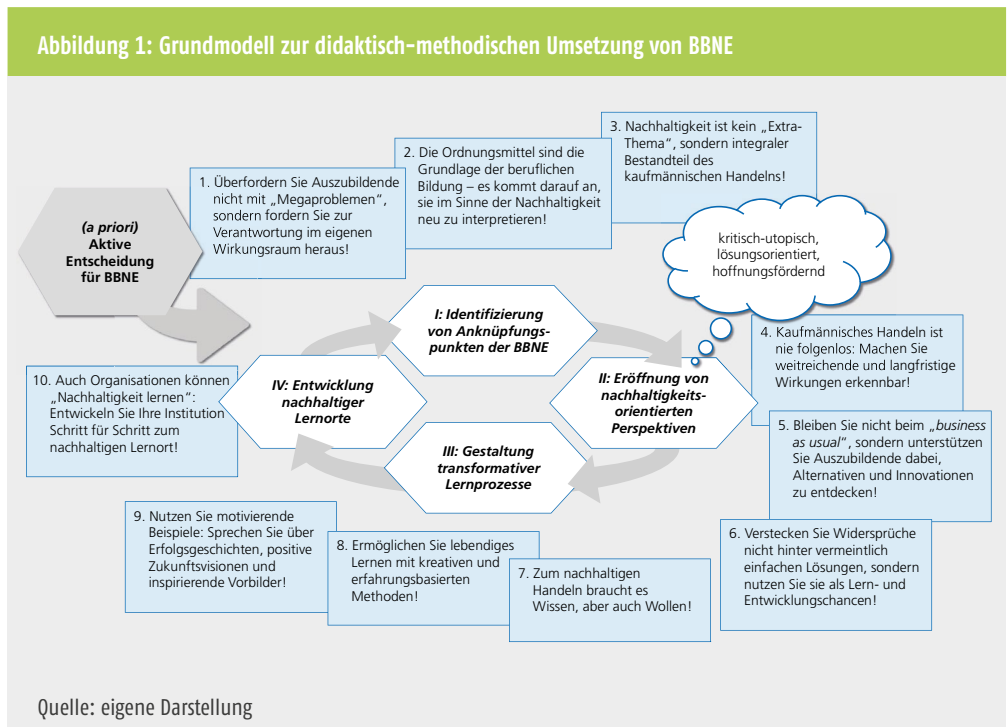 Abbildung 1: Grundmodell zur didaktisch-methodischen Umsetzung von BBNE
(a priori)
Aktive
Entscheidung
für BBNE
1. Überfordern Sie Auszubildende
nicht mit „Megaproblemen",
sondern fordern Sie zur
Verantwortung im eigenen
Wirkungsraum heraus!
2. Die Ordnungsmittel sind die
Grundlage der beruflichen
Bildung – es kommt darauf an,
sie im Sinne der Nachhaltigkeit
neu zu interpretieren!
3. Nachhaltigkeit ist kein „Extra-
Thema", sondern integraler
Bestandteil des
kaufmännischen Handelns!
kritisch-utopisch,
lösungsorientiert,
hoffnungsfördernd
I: Identifizierung
von Anknüpfungs-
punkten der BBNE
II: Eröffnung von
nachhaltigkeits-
orientierten
Perspektiven
III: Gestaltung
transformativer
Lernprozesse
IV: Entwicklung
nachhaltiger
Lernorte
4. Kaufmännisches Handeln ist
nie folgenlos: Machen Sie
weitreichende und langfristige
Wirkungen erkennbar!
5. Bleiben Sie nicht beim „business
as usual", sondern unterstützen
Sie Auszubildende dabei,
Alternativen und Innovationen
zu entdecken!
6. Verstecken Sie Widersprüche
nicht hinter vermeintlich
einfachen Lösungen, sondern
nutzen Sie sie als Lern- und
Entwicklungschancen!
7. Zum nachhaltigen
Handeln braucht es
Wissen, aber auch Wollen!
8. Ermöglichen Sie lebendiges
Lernen mit kreativen und
erfahrungsbasierten
Methoden!
9. Nutzen Sie motivierende
Beispiele: Sprechen Sie über
Erfolgsgeschichten, positive
Zukunftsvisionen und
inspirierende Vorbilder!
10. Auch Organisationen können
„Nachhaltigkeit lernen":
Entwickeln Sie Ihre Institution
Schritt für Schritt zum
nachhaltigen Lernort!
Quelle: eigene Darstellung